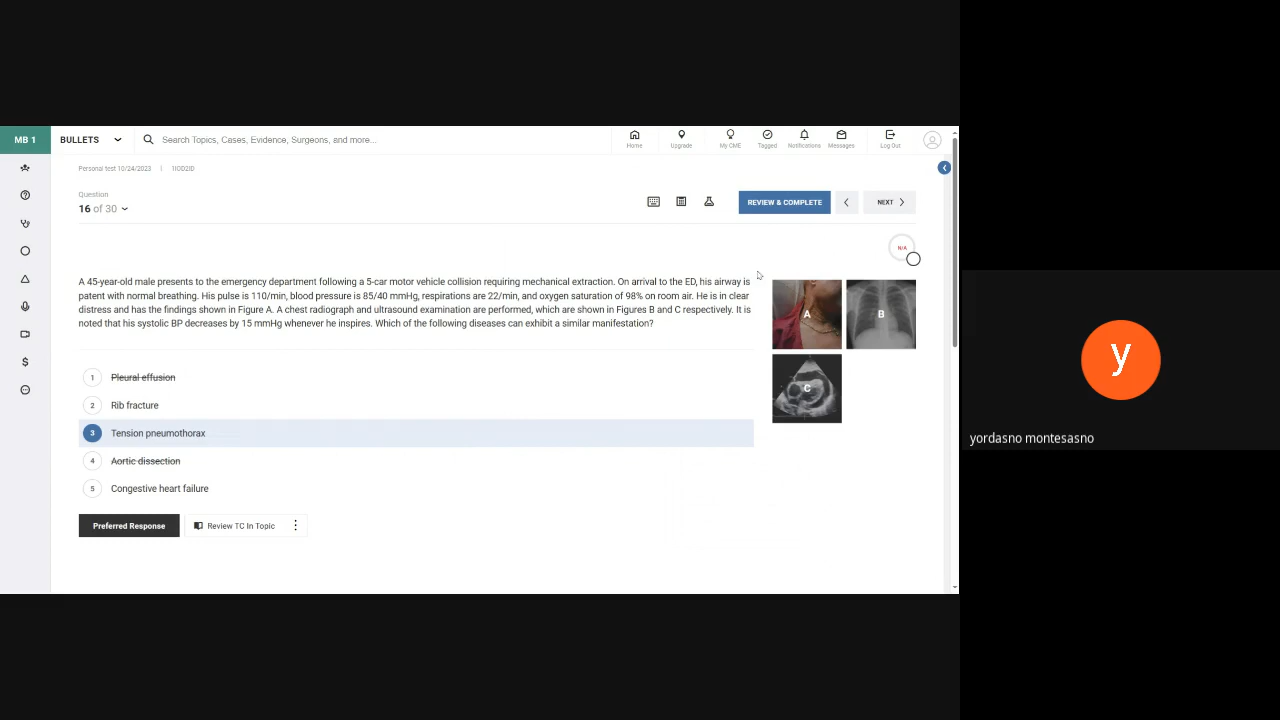 MB 1
BULLETS
Search Topics, Cases, Evidence, Surgeons, and more...
Home
Upgrade
My CME
Tagged
Notifications
Messages
Log Out
Personal test 10/24/2023 |
Question
16 of 30
REVIEW & COMPLETE
NEXT
N/A
A 45-year-old male presents to the emergency department following a 5-car motor vehicle collision requiring mechanical extraction. On arrival to the ED, his airway is
patent with normal breathing. His pulse is 110/min, blood pressure is 85/40 mmHg, respirations are 22/min, and oxygen saturation of 98% on room air. He is in clear
distress and has the findings shown in Figure A. A chest radiograph and ultrasound examination are performed, which are shown in Figures B and C respectively. It is
noted that his systolic BP decreases by 15 mmHg whenever he inspires. Which of the following diseases can exhibit a similar manifestation?
A
B
C
1 Pleural effusion
2 Rib fracture
3 Tension pneumothorax
4 Aortic dissection
5 Congestive heart failure
Preferred Response
Review TC In Topic
y
yordasno montesasno